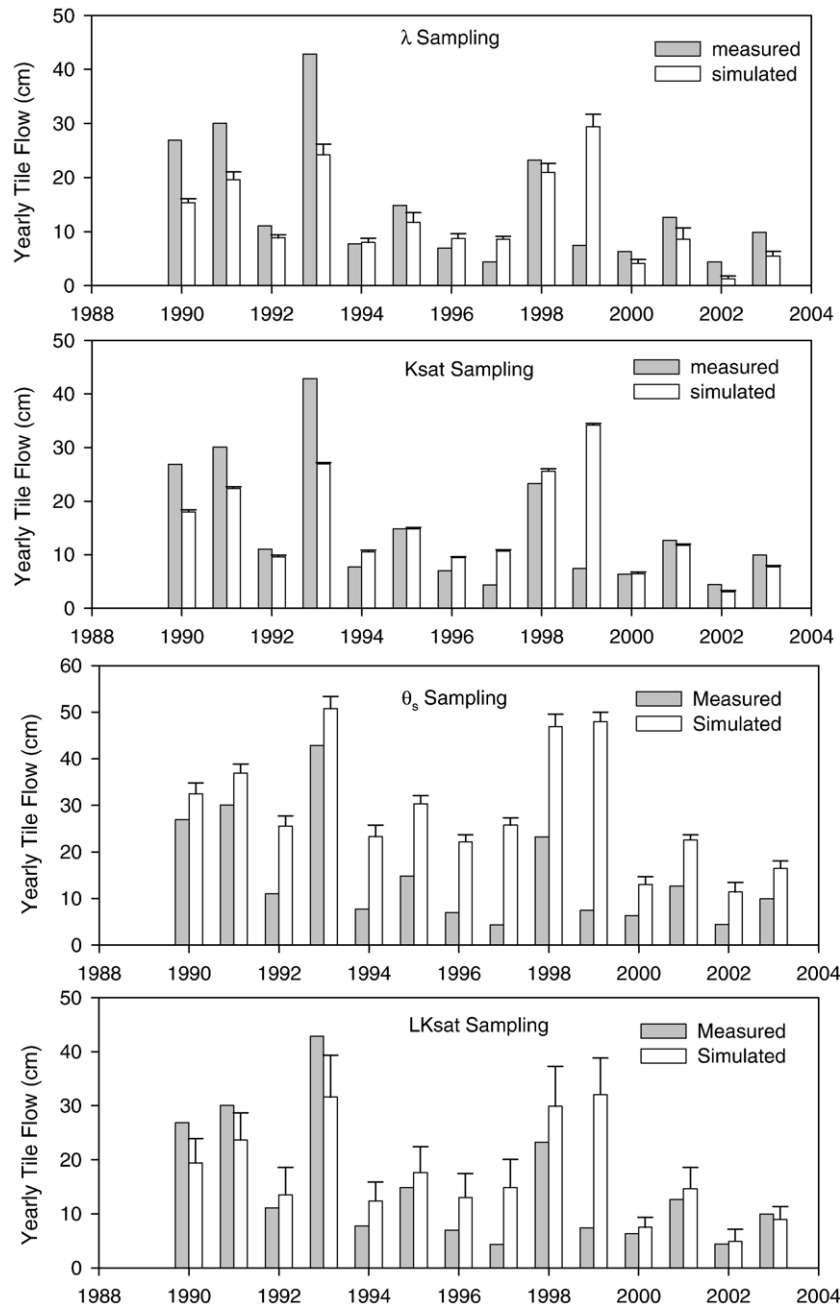 λ Sampling
measured
simulated
Yearly Tile Flow (cm)
50
40
30
20
10
0
1988 1990 1992 1994 1996 1998 2000 2002 2004
Ksat Sampling
measured
simulated
Yearly Tile Flow (cm)
50
40
30
20
10
0
1988 1990 1992 1994 1996 1998 2000 2002 2004
θs Sampling
Measured
Simulated
Yearly Tile Flow (cm)
60
50
40
30
20
10
0
1988 1990 1992 1994 1996 1998 2000 2002 2004
LKsat Sampling
Measured
Simulated
Yearly Tile Flow (cm)
50
40
30
20
10
0
1988 1990 1992 1994 1996 1998 2000 2002 2004